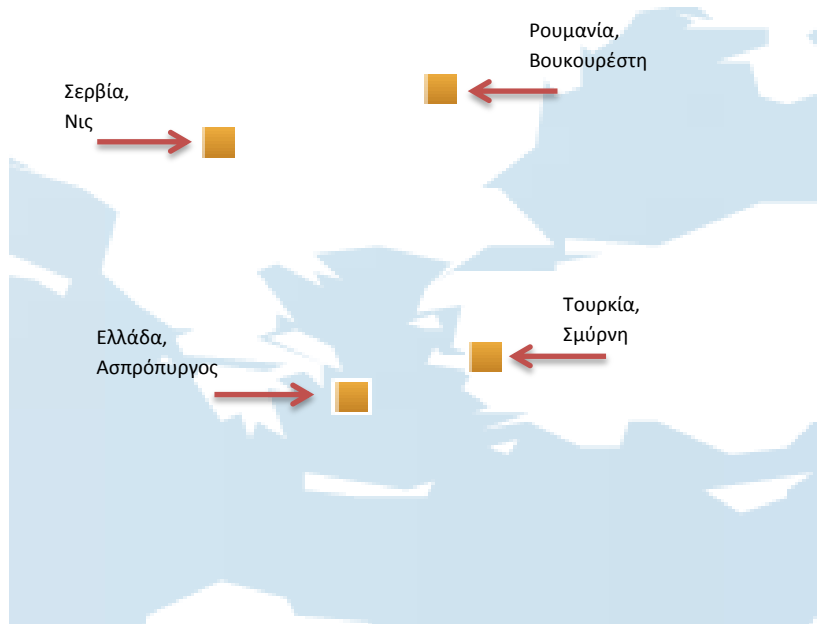 Ρουμανία,
Βουκουρέστη
Σερβία,
Νις
Τουρκία,
Σμύρνη
Ελλάδα,
Ασπρόπυργος